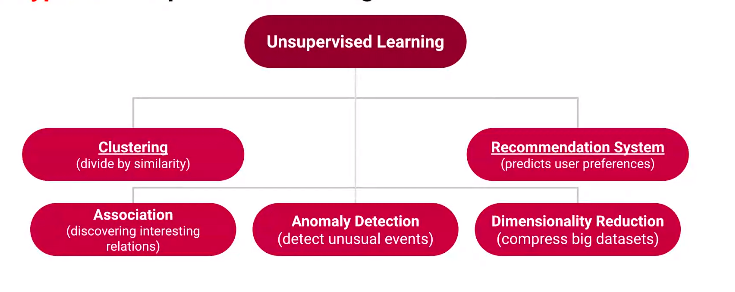 Unsupervised Learning
Clustering
(divide by similarity)
Recommendation System
(predicts user preferences)
Association
(discovering interesting
relations)
Anomaly Detection
(detect unusual events)
Dimensionality Reduction
(compress big datasets)